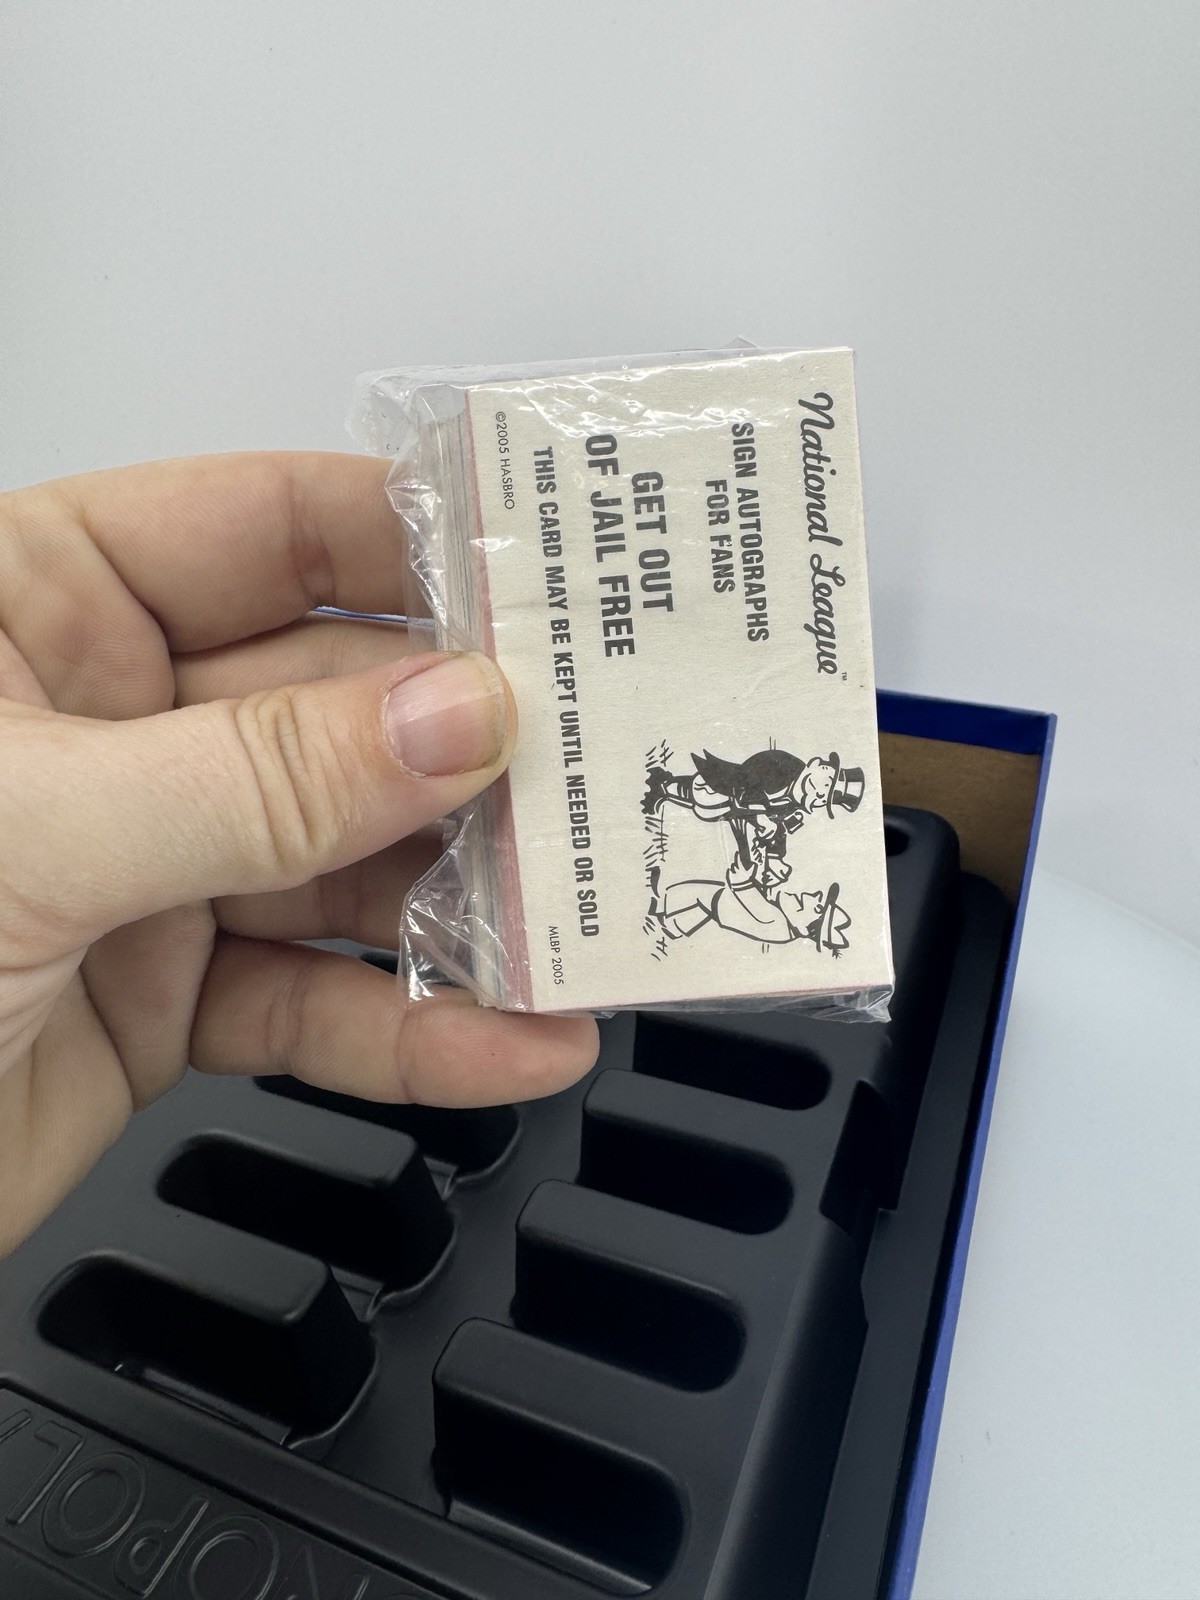 National League™
SIGN AUTOGRAPHS
FOR FANS
GET OUT
OF JAIL FREE
THIS CARD MAY BE KEPT UNTIL NEEDED OR SOLD
©2005 HASBRO
MLBP 2005
NOPOLY